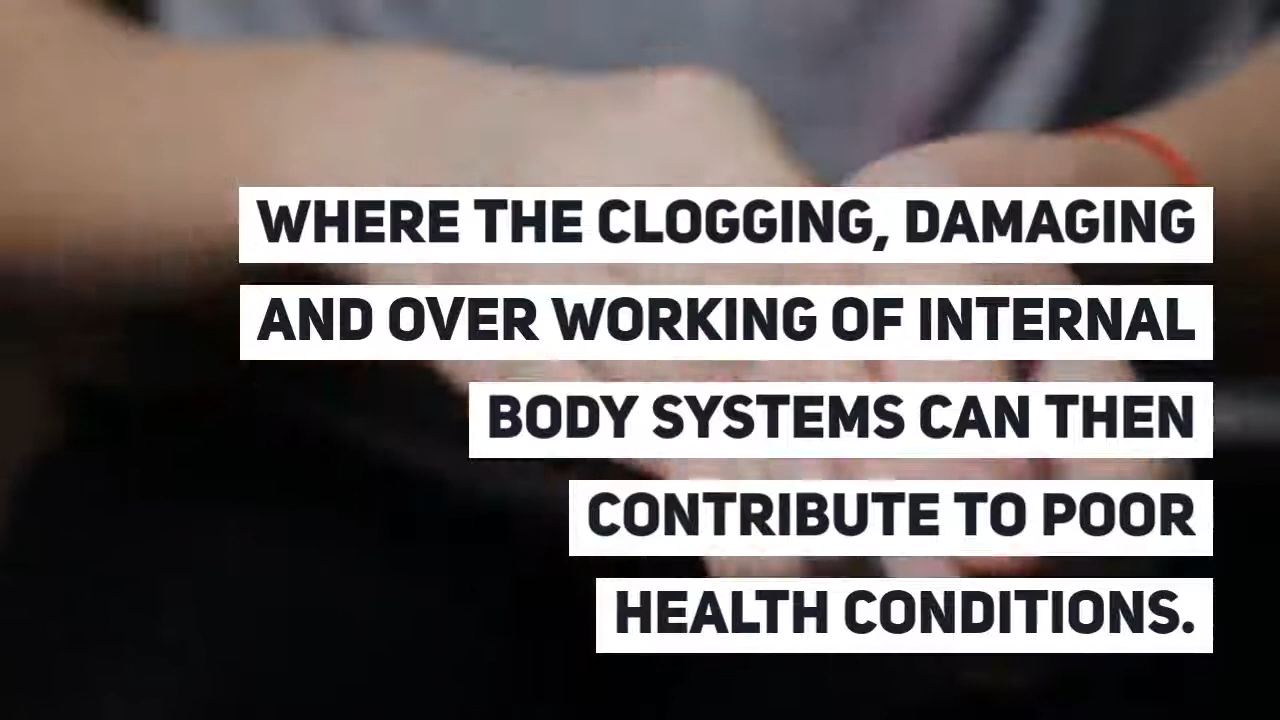 WHERE THE CLOGGING, DAMAGING
AND OVER WORKING OF INTERNAL
BODY SYSTEMS CAN THEN
CONTRIBUTE TO POOR
HEALTH CONDITIONS.